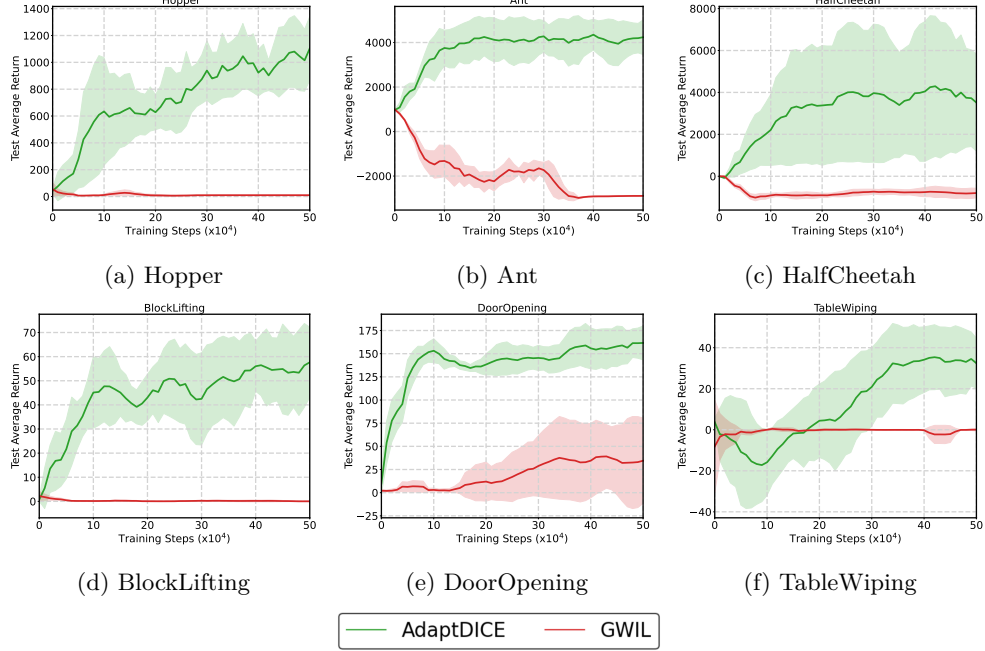 Hopper
Test Average Return
1400
1200
1000
800
600
400
200
0
0 10 20 30 40 50
Training Steps (x10⁴)
(a) Hopper
Ant
Test Average Return
4000
2000
0
−2000
0 10 20 30 40 50
Training Steps (x10⁴)
(b) Ant
HalfCheetah
Test Average Return
8000
6000
4000
2000
0
0 10 20 30 40 50
Training Steps (x10⁴)
(c) HalfCheetah
BlockLifting
Test Average Return
70
60
50
40
30
20
10
0
0 10 20 30 40 50
Training Steps (x10⁴)
(d) BlockLifting
DoorOpening
Test Average Return
175
150
125
100
75
50
25
0
−25
0 10 20 30 40 50
Training Steps (x10⁴)
(e) DoorOpening
TableWiping
Test Average Return
40
20
0
−20
−40
0 10 20 30 40 50
Training Steps (x10⁴)
(f) TableWiping
AdaptDICE GWIL